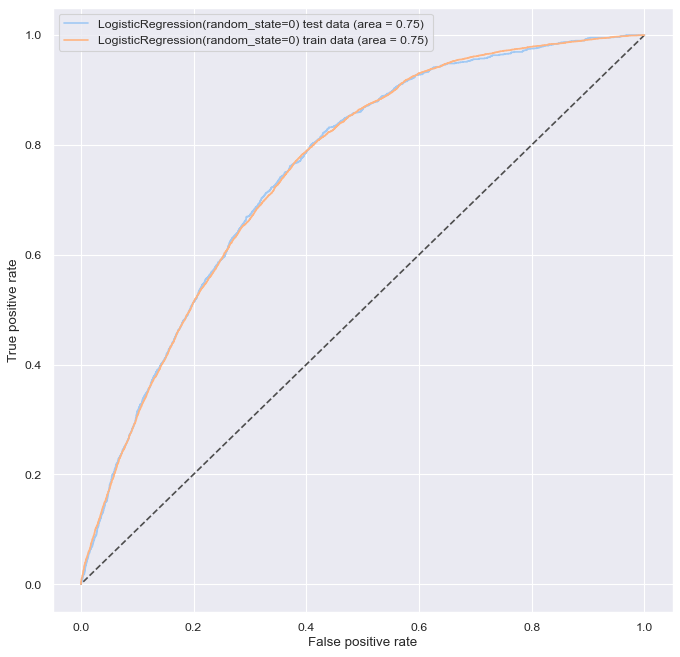 LogisticRegression(random_state=0) test data (area = 0.75)
LogisticRegression(random_state=0) train data (area = 0.75)
1.0
0.8
0.6
0.4
0.2
0.0
True positive rate
0.0 0.2 0.4 0.6 0.8 1.0
False positive rate